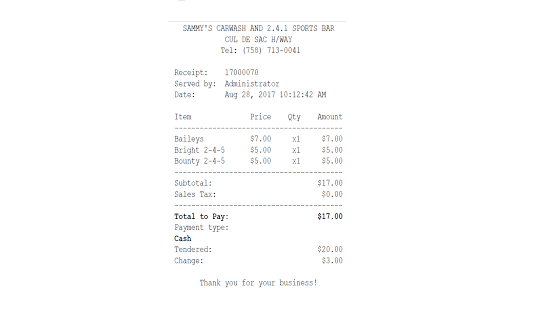 SAMMY'S CARWASH AND 2.4.1 SPORTS BAR
CUL DE SAC H/WAY
Tel: (758) 713-0041
Receipt: 17000070
Served by: Administrator
Date: Aug 28, 2017 10:12:42 AM
Item Price Qty Amount
Baileys $7.00 x1 $7.00
Bright 2-4-5 $5.00 x1 $5.00
Bounty 2-4-5 $5.00 x1 $5.00
Subtotal: $17.00
Sales Tax: $0.00
Total to Pay: $17.00
Payment type:
Cash
Tendered: $20.00
Change: $3.00
Thank you for your business!